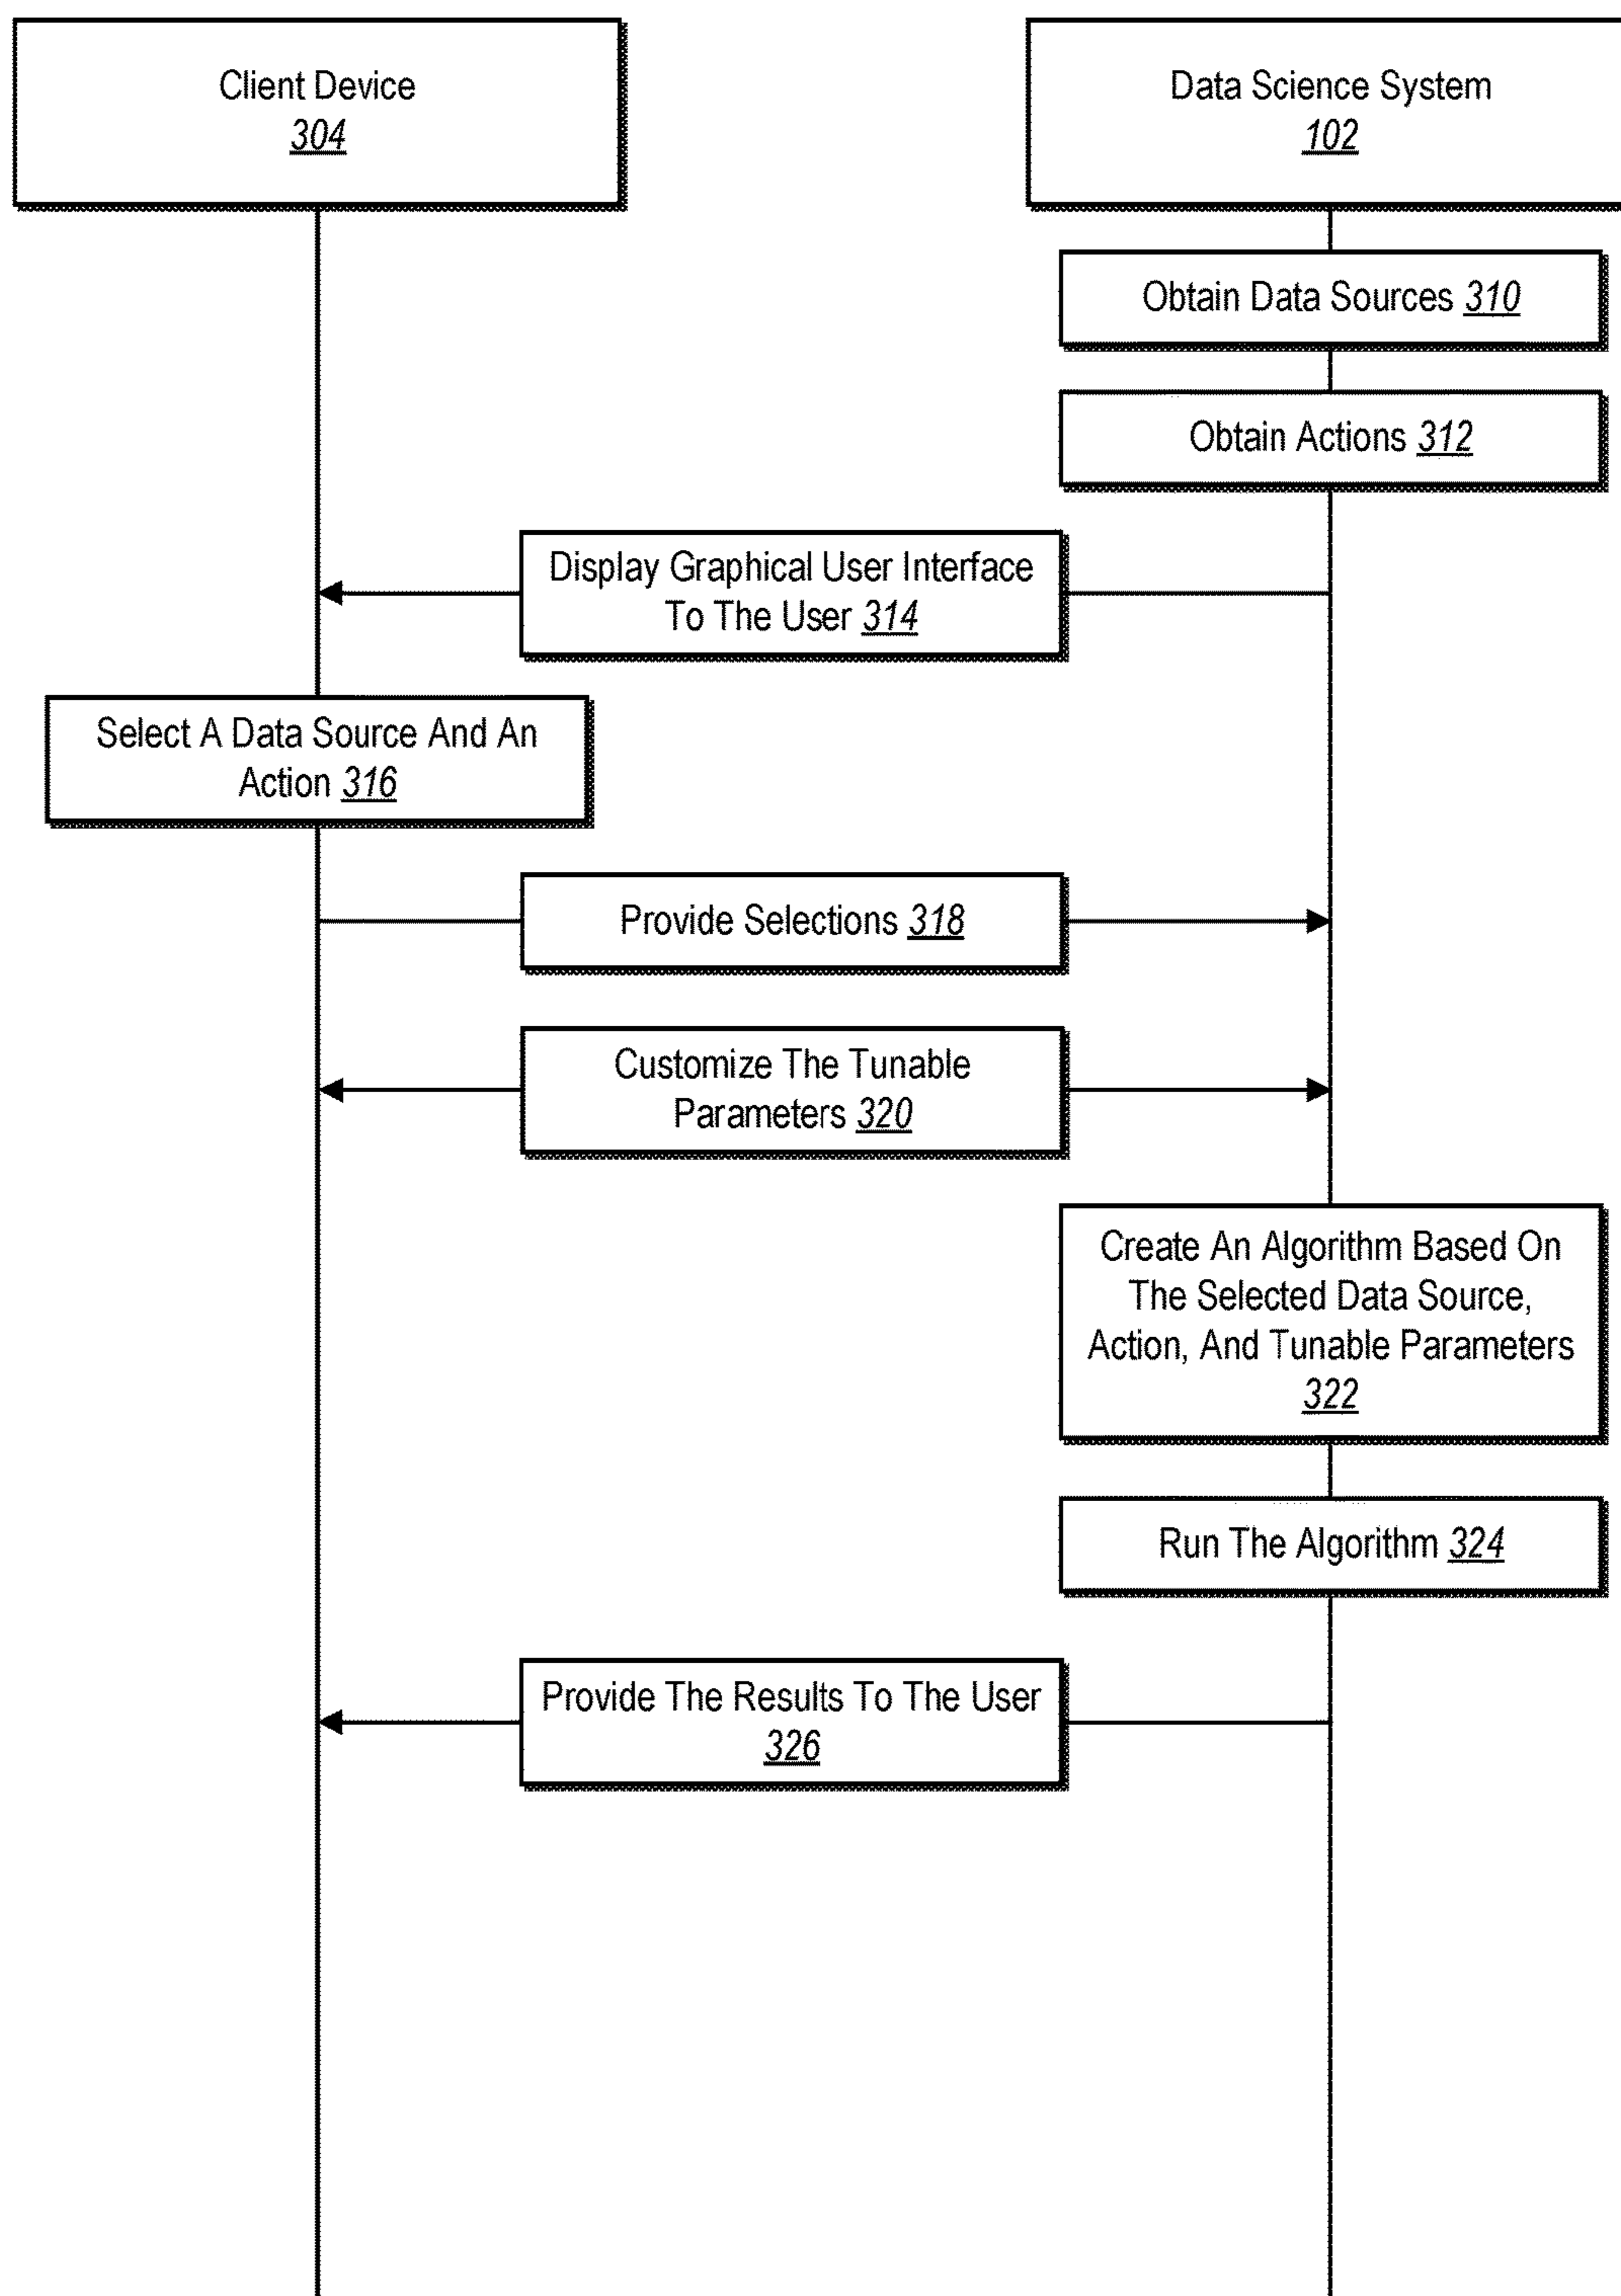 Client Device
304
Data Science System
102
Obtain Data Sources 310
Obtain Actions 312
Display Graphical User Interface
To The User 314
Select A Data Source And An
Action 316
Provide Selections 318
Customize The Tunable
Parameters 320
Create An Algorithm Based On
The Selected Data Source,
Action, And Tunable Parameters
322
Run The Algorithm 324
Provide The Results To The User
326